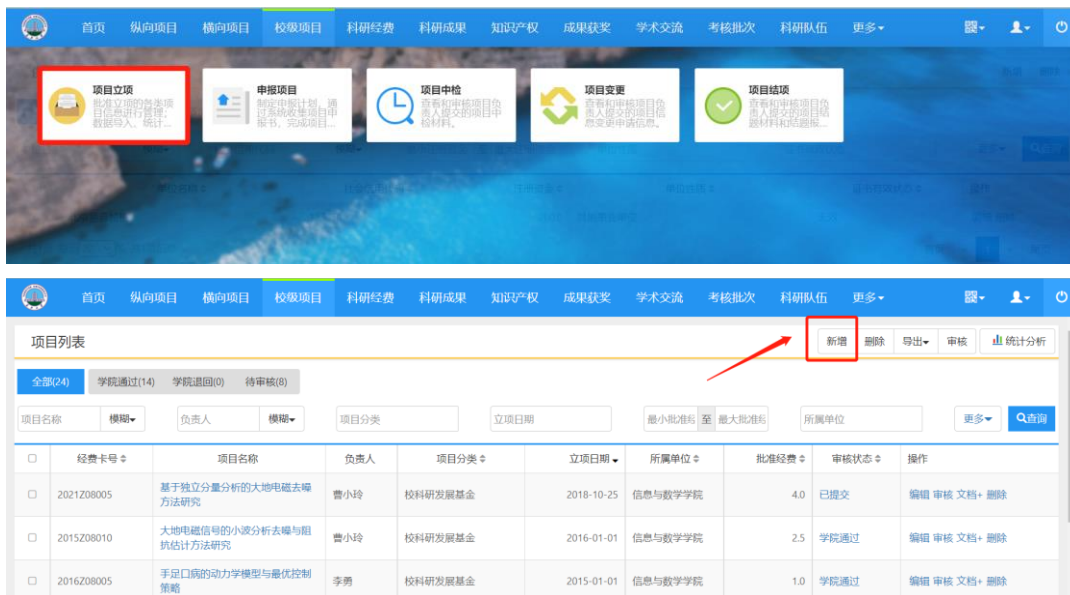 首页 纵向项目 横向项目 校级项目 科研经费 科研成果 知识产权 成果获奖 学术交流 考核批次 科研队伍 更多
项目立项
批准立项的各类项
目信息进行管理;
数据导入、统计...
申报项目
制定申报计划、通
过系统收集项目申
报书、完成项目...
项目中检
查看和审核项目负
责人提交的项目中
检材料。
项目变更
查看和审核项目负
责人提交的项目信
息变更申请信息。
项目结项
查看和审核项目负
责人提交的项目结
题材料和结题报...
首页 纵向项目 横向项目 校级项目 科研经费 科研成果 知识产权 成果获奖 学术交流 考核批次 科研队伍 更多
项目列表 新增 删除 导出 审核 统计分析
全部(24) 学院通过(14) 学院退回(0) 待审核(8)
项目名称 模糊 负责人 模糊 项目分类 立项日期 最小批准经 至 最大批准经 所属单位 更多 查询
经费卡号 项目名称 负责人 项目分类 立项日期 所属单位 批准经费 审核状态 操作
2021Z08005 基于独立分量分析的大地电磁去噪 曹小玲 校科研发展基金 2018-10-25 信息与数学学院 4.0 已提交 编辑 审核 文档+ 删除
方法研究
2015Z08010 大地电磁信号的小波分析去噪与阻 曹小玲 校科研发展基金 2016-01-01 信息与数学学院 2.5 学院通过 编辑 审核 文档+ 删除
抗估计方法研究
2016Z08005 手足口病的动力学模型与最优控制 李勇 校科研发展基金 2015-01-01 信息与数学学院 1.0 学院通过 编辑 审核 文档+ 删除
策略